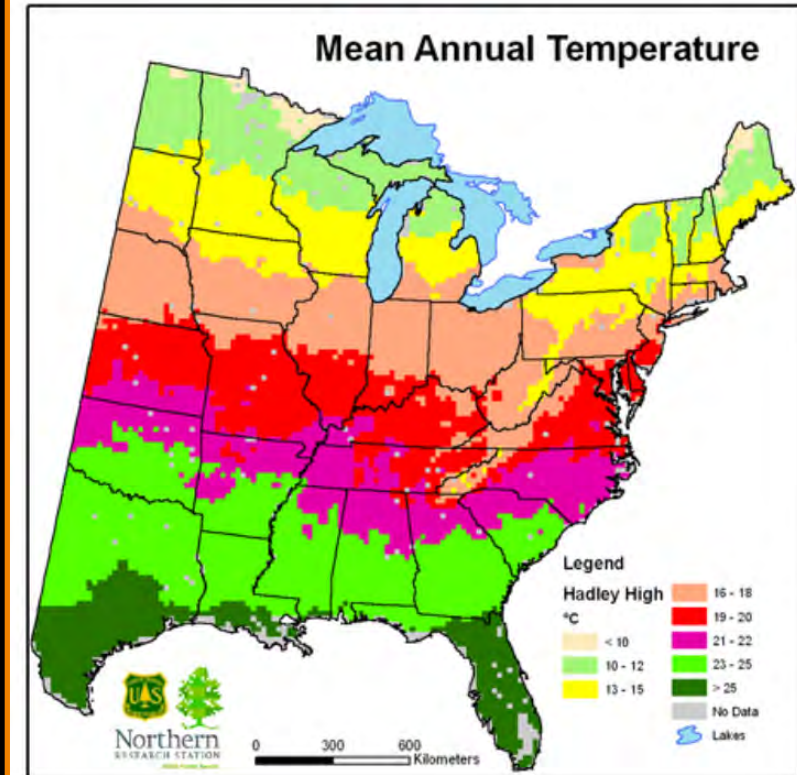 Mean Annual Temperature
Legend
Hadley High
°C
< 10
10 - 12
13 - 15
16 - 18
19 - 20
21 - 22
23 - 25
> 25
No Data
Lakes
U S
Northern
RESEARCH STATION
0 300 600
Kilometers